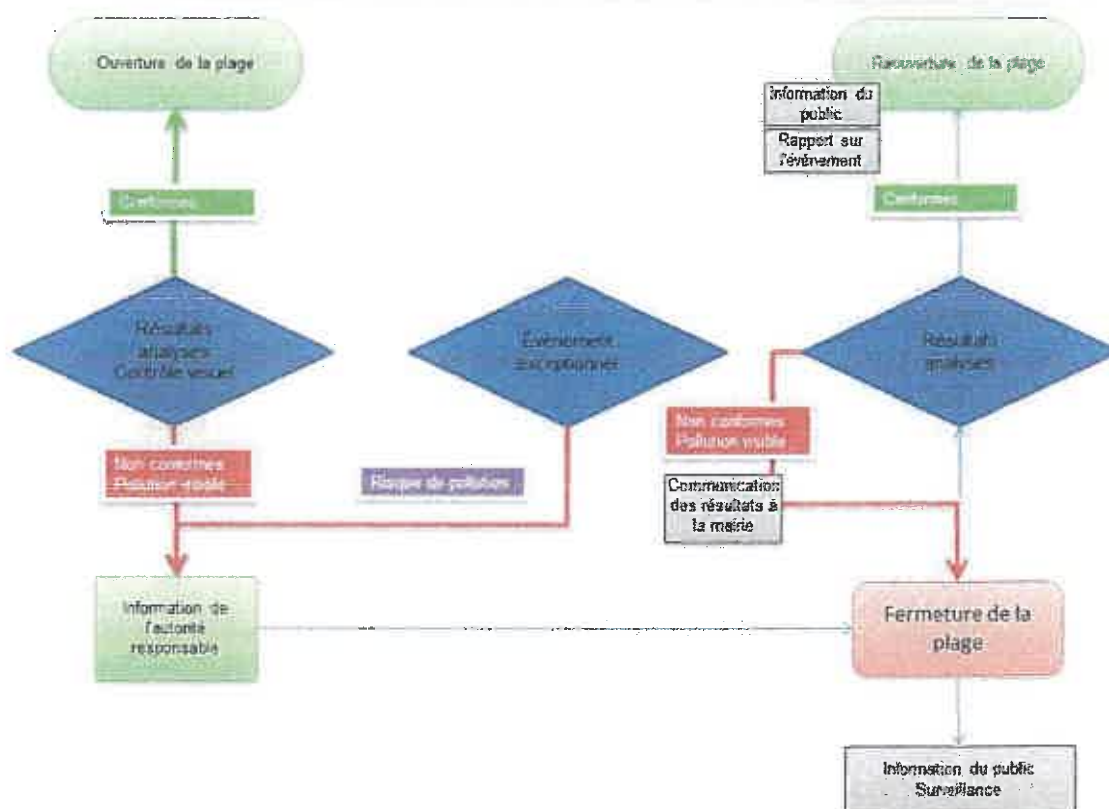 Ouverture de la plage
Réouverture de la plage
Information du
public
Rapport sur
l'évènement
Conformes
Conformes
Résultats
analyses
Contrôle visuel
Évènement
exceptionnel
Résultats
analyses
Non conformes
Pollution visible
Risque de pollution
Non conformes
Pollution visible
Communication
des résultats à
la mairie
Information de
l'autorité
responsable
Fermeture de la
plage
Information du public
Surveillance